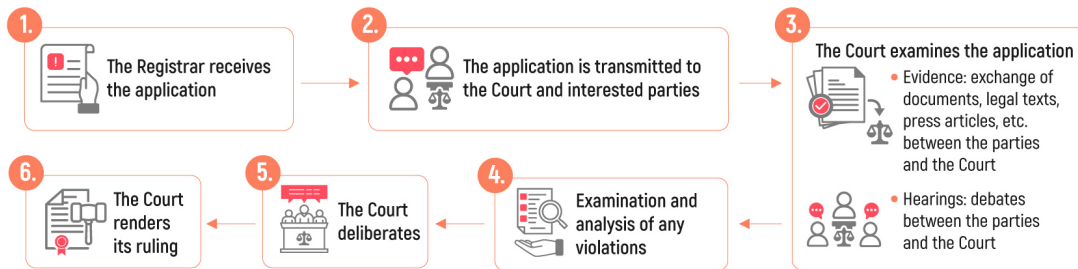 1.
The Registrar receives
the application
2.
The application is transmitted to
the Court and interested parties
3.
The Court examines the application
• Evidence: exchange of
documents, legal texts,
press articles, etc.
between the parties
and the Court
• Hearings: debates
between the parties
and the Court
4.
Examination and
analysis of any
violations
5.
The Court
deliberates
6.
The Court
renders
its ruling